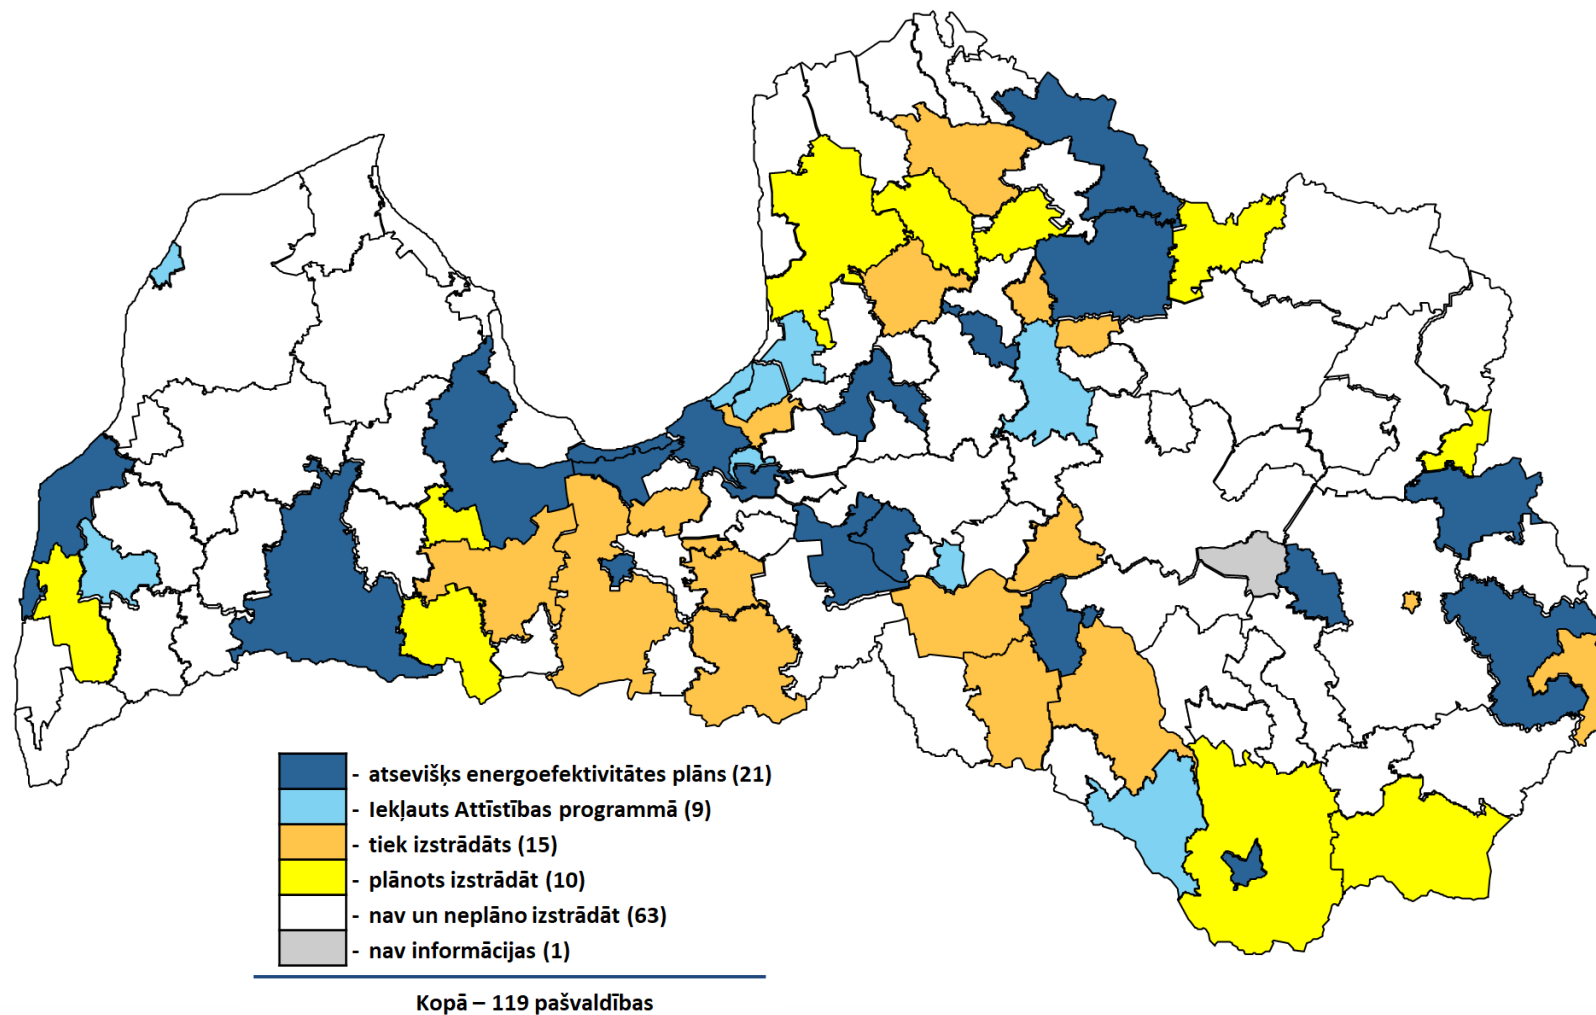 - atsevišķs energoefektivitātes plāns (21)
- Iekļauts Attīstības programmā (9)
- tiek izstrādāts (15)
- plānots izstrādāt (10)
- nav un neplāno izstrādāt (63)
- nav informācijas (1)
Kopā – 119 pašvaldības